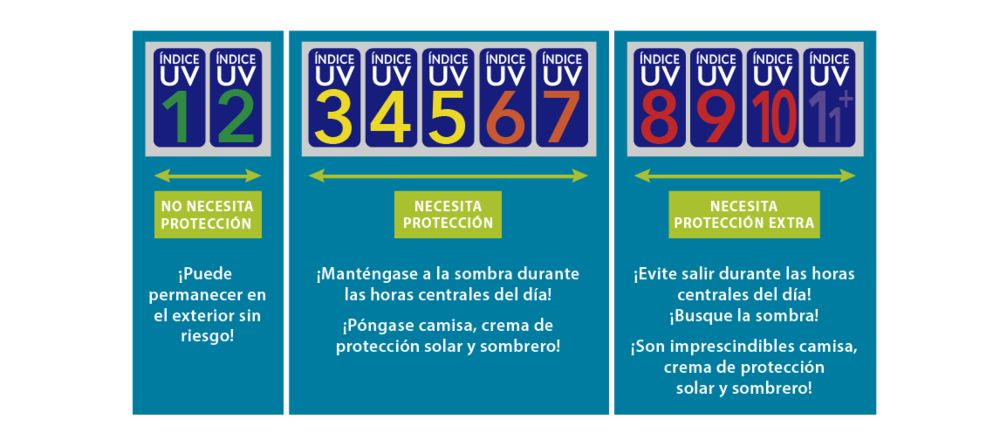 ÍNDICE
UV
1
ÍNDICE
UV
2
NO NECESITA
PROTECCIÓN
¡Puede
permanecer en
el exterior sin
riesgo!
ÍNDICE
UV
3
ÍNDICE
UV
4
ÍNDICE
UV
5
ÍNDICE
UV
6
ÍNDICE
UV
7
NECESITA
PROTECCIÓN
¡Manténgase a la sombra durante
las horas centrales del día!
¡Póngase camisa, crema de
protección solar y sombrero!
ÍNDICE
UV
8
ÍNDICE
UV
9
ÍNDICE
UV
10
ÍNDICE
UV
11+
NECESITA
PROTECCIÓN EXTRA
¡Evite salir durante las horas
centrales del día!
¡Busque la sombra!
¡Son imprescindibles camisa,
crema de protección
solar y sombrero!